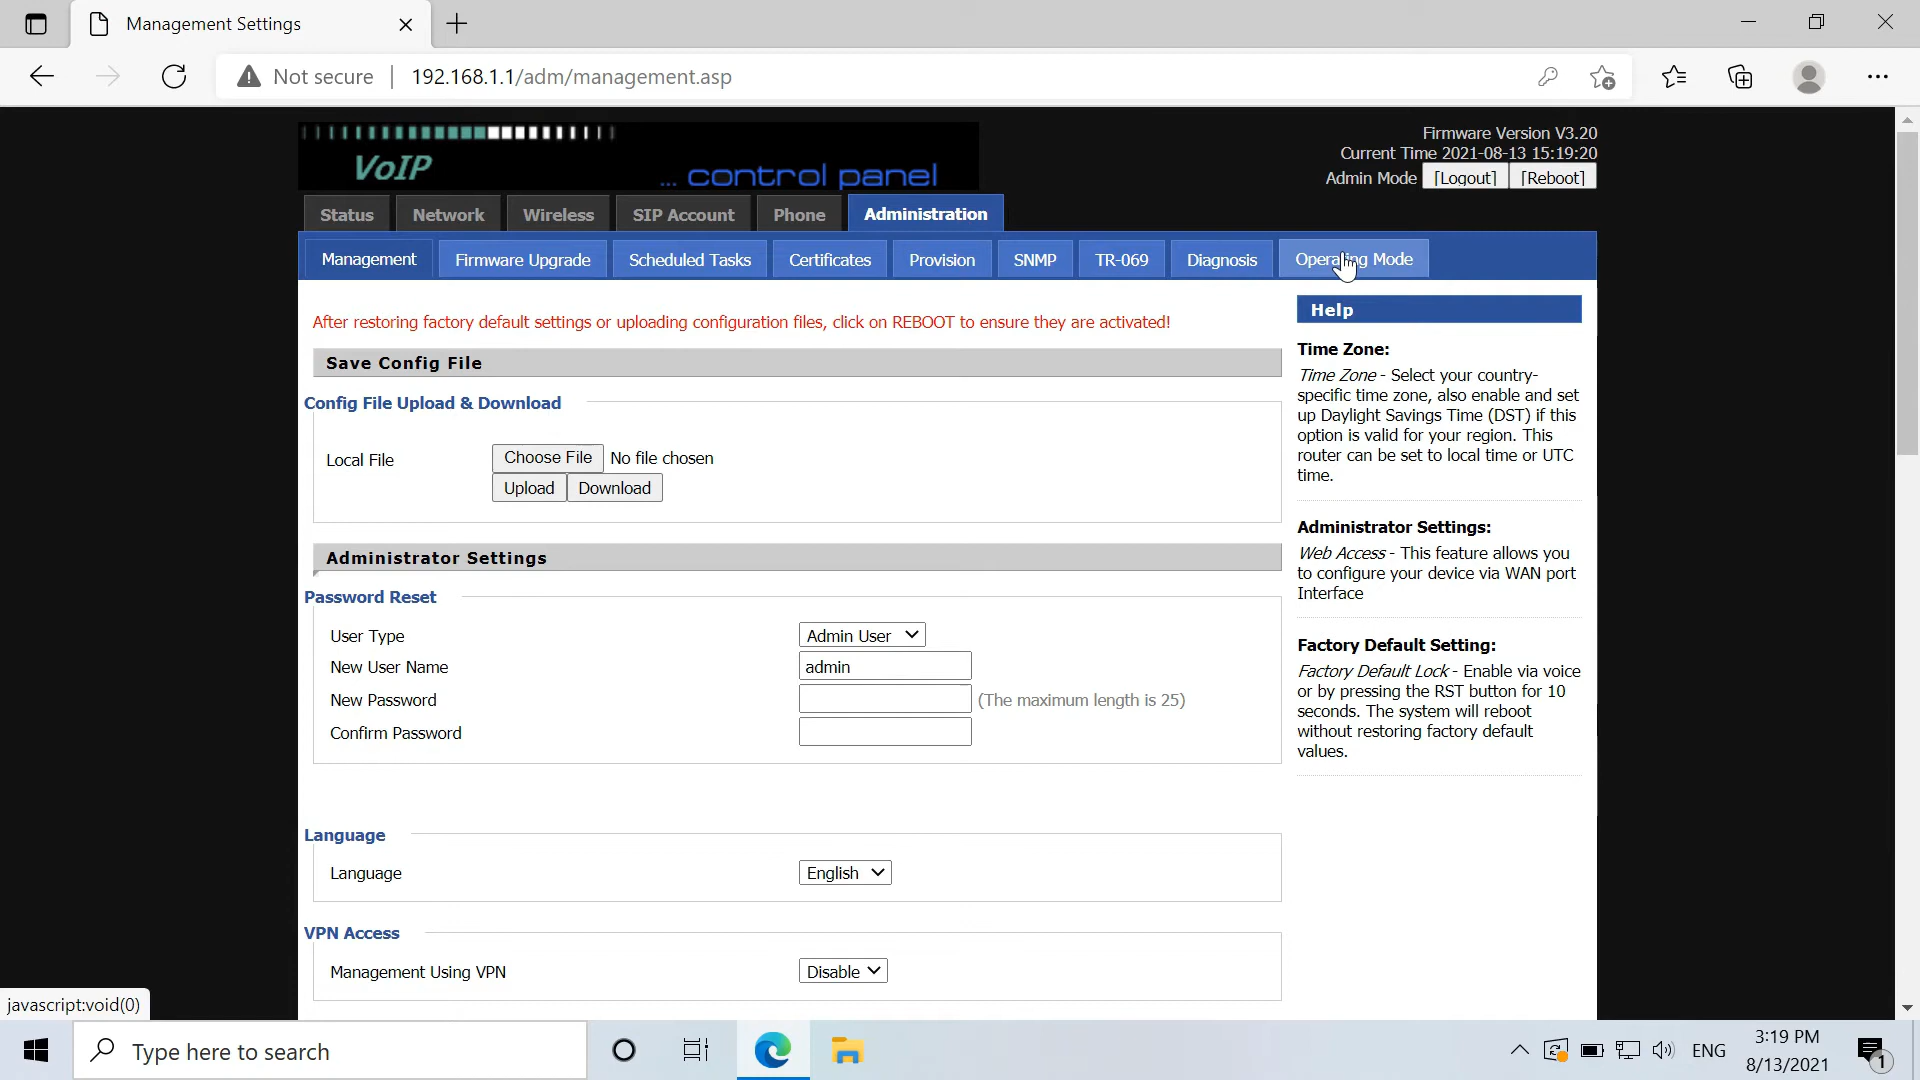 Management Settings
Not secure
192.168.1.1/adm/management.asp
VoIP
... control panel
Firmware Version V3.20
Current Time 2021-08-13 15:19:20
Admin Mode [Logout] [Reboot]
Status Network Wireless SIP Account Phone Administration
Management Firmware Upgrade Scheduled Tasks Certificates Provision SNMP TR-069 Diagnosis Operating Mode
After restoring factory default settings or uploading configuration files, click on REBOOT to ensure they are activated!
Save Config File
Config File Upload & Download
Local File Choose File No file chosen
Upload Download
Administrator Settings
Password Reset
User Type Admin User
New User Name admin
New Password (The maximum length is 25)
Confirm Password
Language
Language English
VPN Access
Management Using VPN Disable
Help
Time Zone:
Time Zone - Select your country-
specific time zone, also enable and set
up Daylight Savings Time (DST) if this
option is valid for your region. This
router can be set to local time or UTC
time.
Administrator Settings:
Web Access - This feature allows you
to configure your device via WAN port
Interface
Factory Default Setting:
Factory Default Lock - Enable via voice
or by pressing the RST button for 10
seconds. The system will reboot
without restoring factory default
values.
javascript:void(0)
Type here to search
ENG
3:19 PM
8/13/2021
1